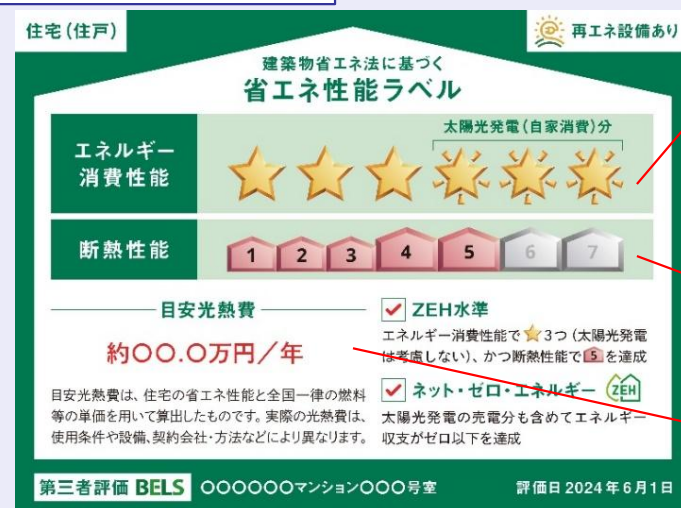 住宅(住戸)
再エネ設備あり
建築物省エネ法に基づく
省エネ性能ラベル
太陽光発電(自家消費)分
エネルギー
消費性能
断熱性能
1 2 3 4 5 6 7
目安光熱費
約〇〇.〇万円/年
目安光熱費は、住宅の省エネ性能と全国一律の燃料
等の単価を用いて算出したものです。実際の光熱費は、
使用条件や設備、契約会社・方法などにより異なります。
ZEH水準
エネルギー消費性能で⭐3つ(太陽光発電
は考慮しない)、かつ断熱性能で5を達成
ネット・ゼロ・エネルギー ZEH
太陽光発電の売電分も含めてエネルギー
収支がゼロ以下を達成
第三者評価 BELS 〇〇〇〇〇〇マンション〇〇〇号室 評価日 2024年6月1日